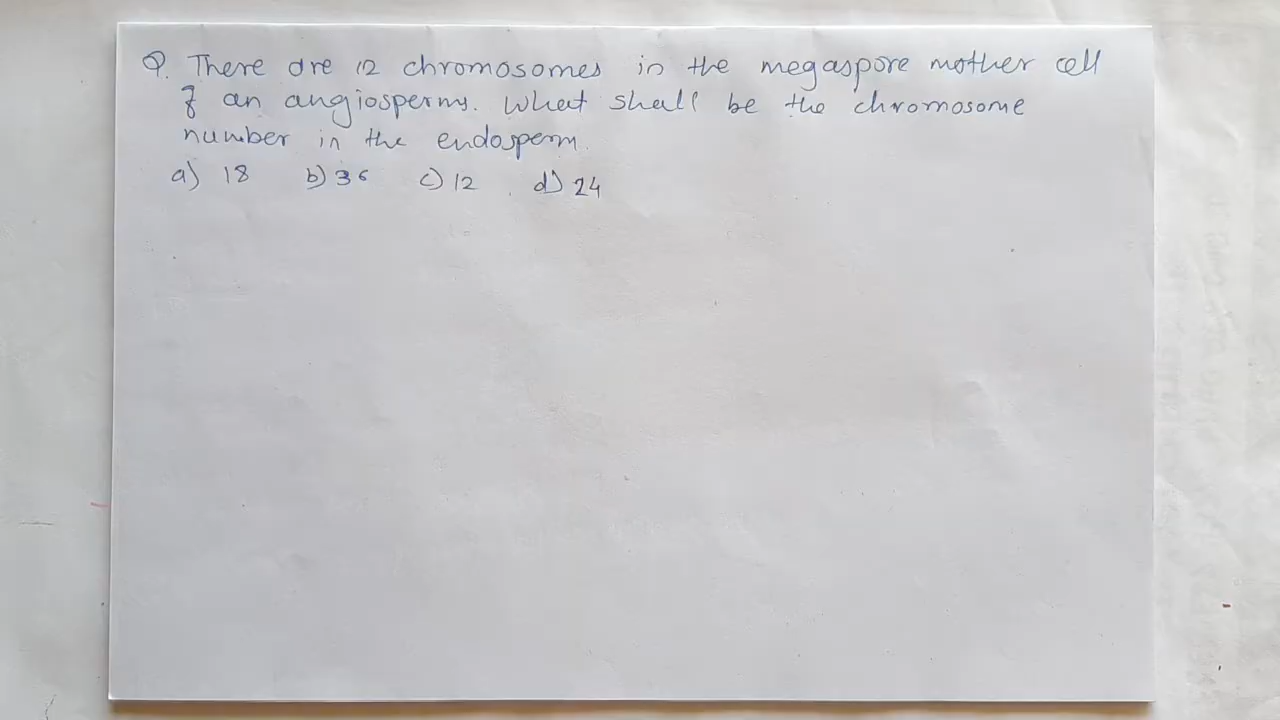 Q. There are 12 chromosomes in the megaspore mother cell
of an angiosperms. What shall be the chromosome
number in the endosperm.
a) 18 b) 36 c) 12 d) 24